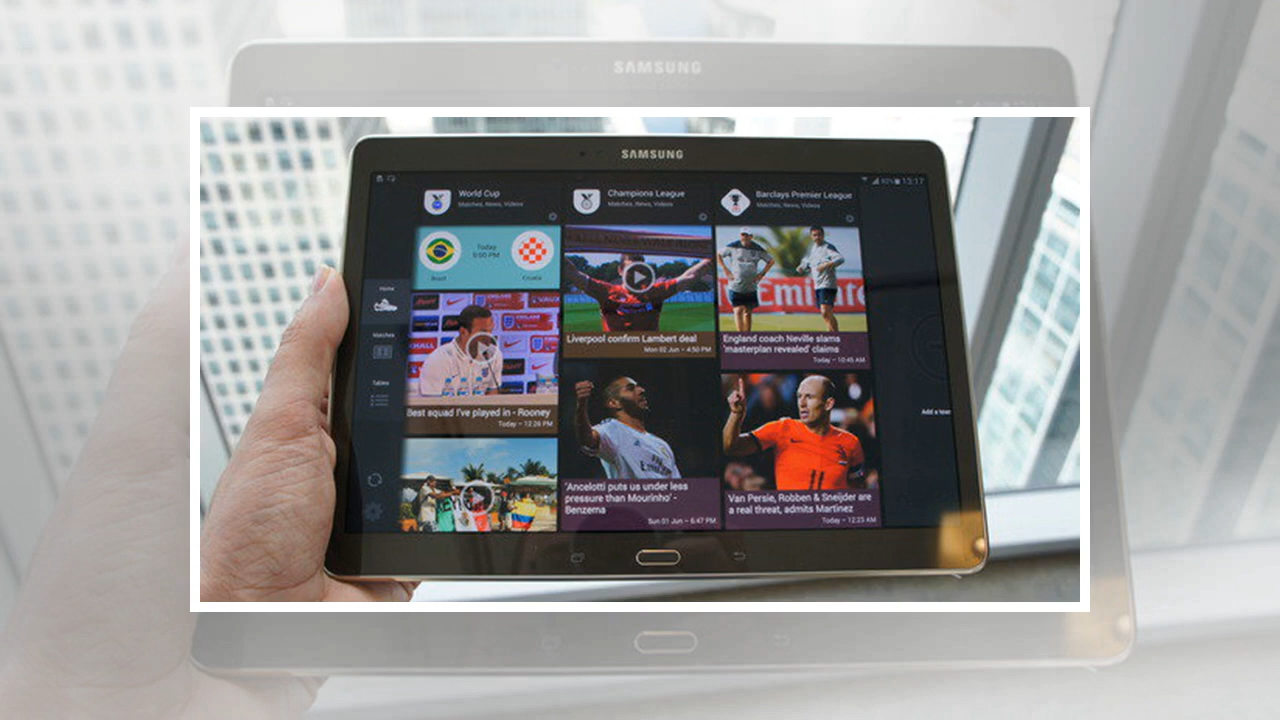 SAMSUNG
SAMSUNG
92% 15:17
World Cup
Matches, News, Videos
Champions League
Matches, News, Videos
Barclays Premier League
Matches, News, Videos
Today
5:00 PM
Brazil
Croatia
Home
Matches
Tables
Best squad I've played in - Rooney
Today – 12:26 PM
Liverpool confirm Lambert deal
Mon 02 Jun – 4:50 PM
'Ancelotti puts us under less
pressure than Mourinho' -
Benzema
Sun 01 Jun – 6:47 PM
Emirates
England coach Neville slams
'masterplan revealed' claims
Today – 10:45 AM
11
Van Persie, Robben & Sneijder are
a real threat, admits Martinez
Today – 12:23 AM